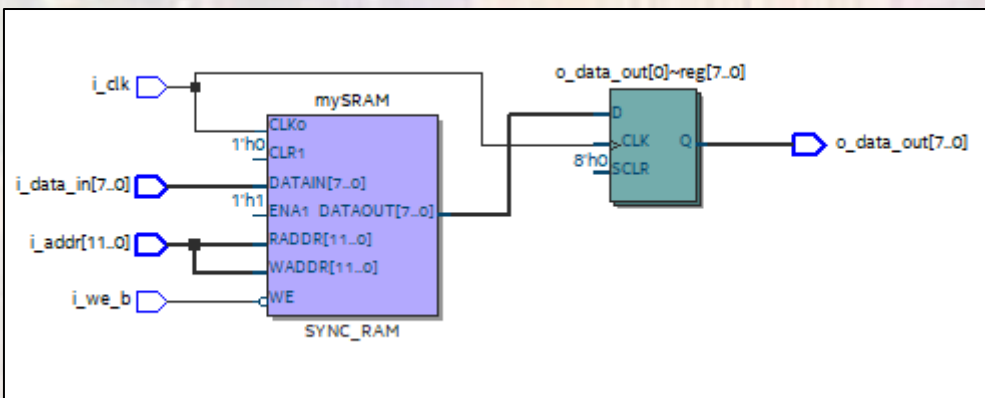 i_clk
mySRAM
CLK0
1'h0
CLR1
i_data_in[7..0]
DATAIN[7..0]
1'h1
ENA1 DATAOUT[7..0]
i_addr[11..0]
RADDR[11..0]
WADDR[11..0]
i_we_b
WE
SYNC_RAM
o_data_out[0]~reg[7..0]
D
CLK
Q
8'h0
SCLR
o_data_out[7..0]